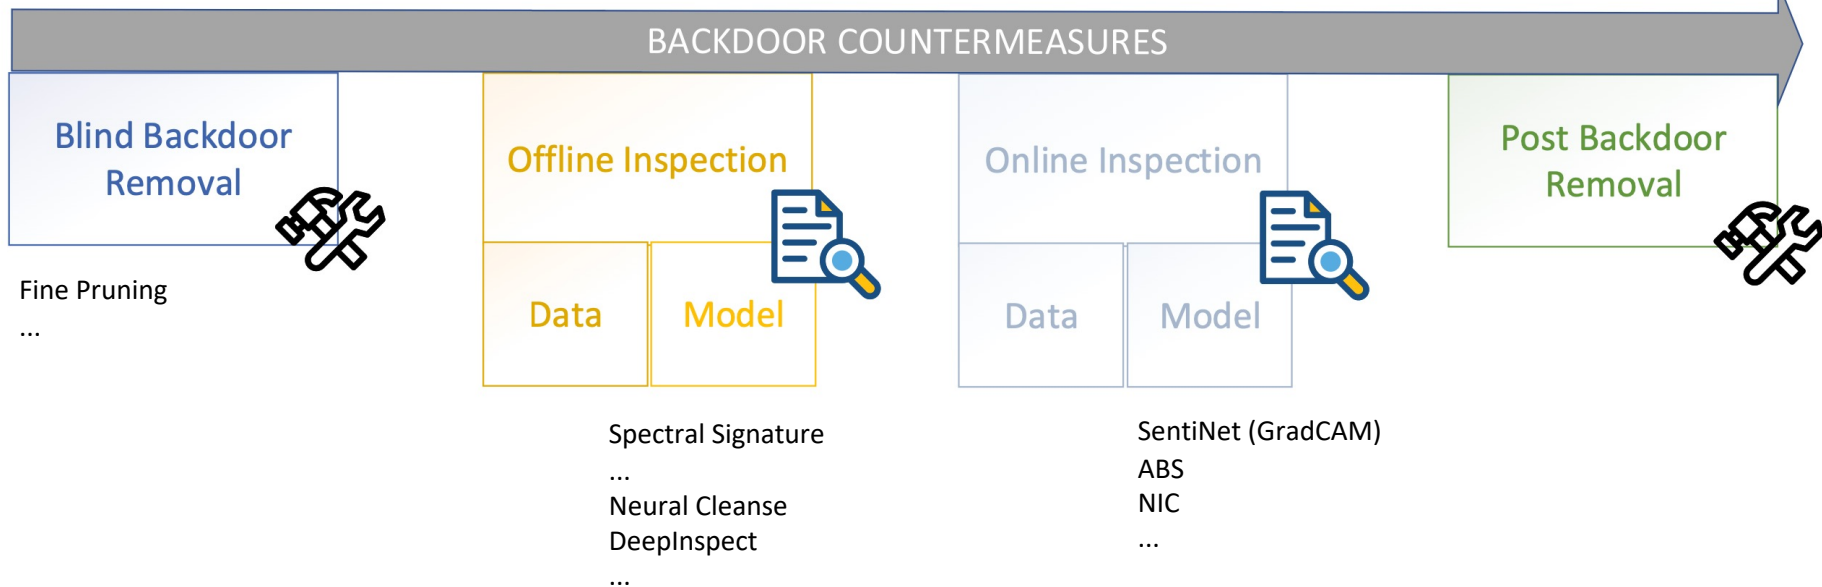 BACKDOOR COUNTERMEASURES
Blind Backdoor
Removal
Fine Pruning
...
Offline Inspection
Data
Model
Spectral Signature
...
Neural Cleanse
DeepInspect
...
Online Inspection
Data
Model
SentiNet (GradCAM)
ABS
NIC
...
Post Backdoor
Removal